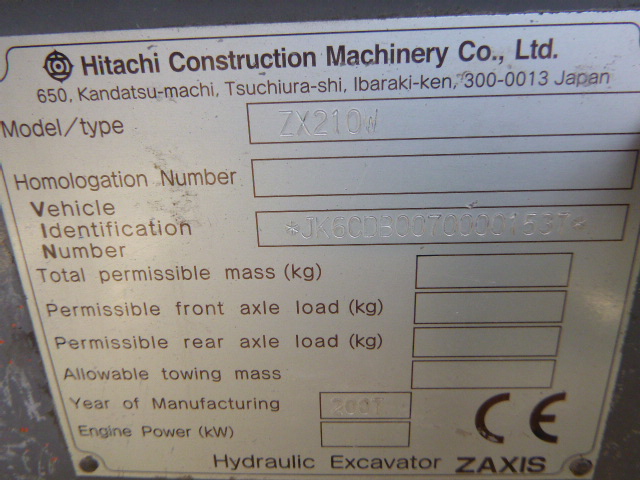 Hitachi Construction Machinery Co., Ltd.
650, Kandatsu-machi, Tsuchiura-shi, Ibaraki-ken, 300-0013 Japan
Model/type ZX210W
Homologation Number
Vehicle
Identification *JK60DB00700001537*
Number
Total permissible mass (kg)
Permissible front axle load (kg)
Permissible rear axle load (kg)
Allowable towing mass
Year of Manufacturing 2001
Engine Power (kW)
CE
Hydraulic Excavator ZAXIS